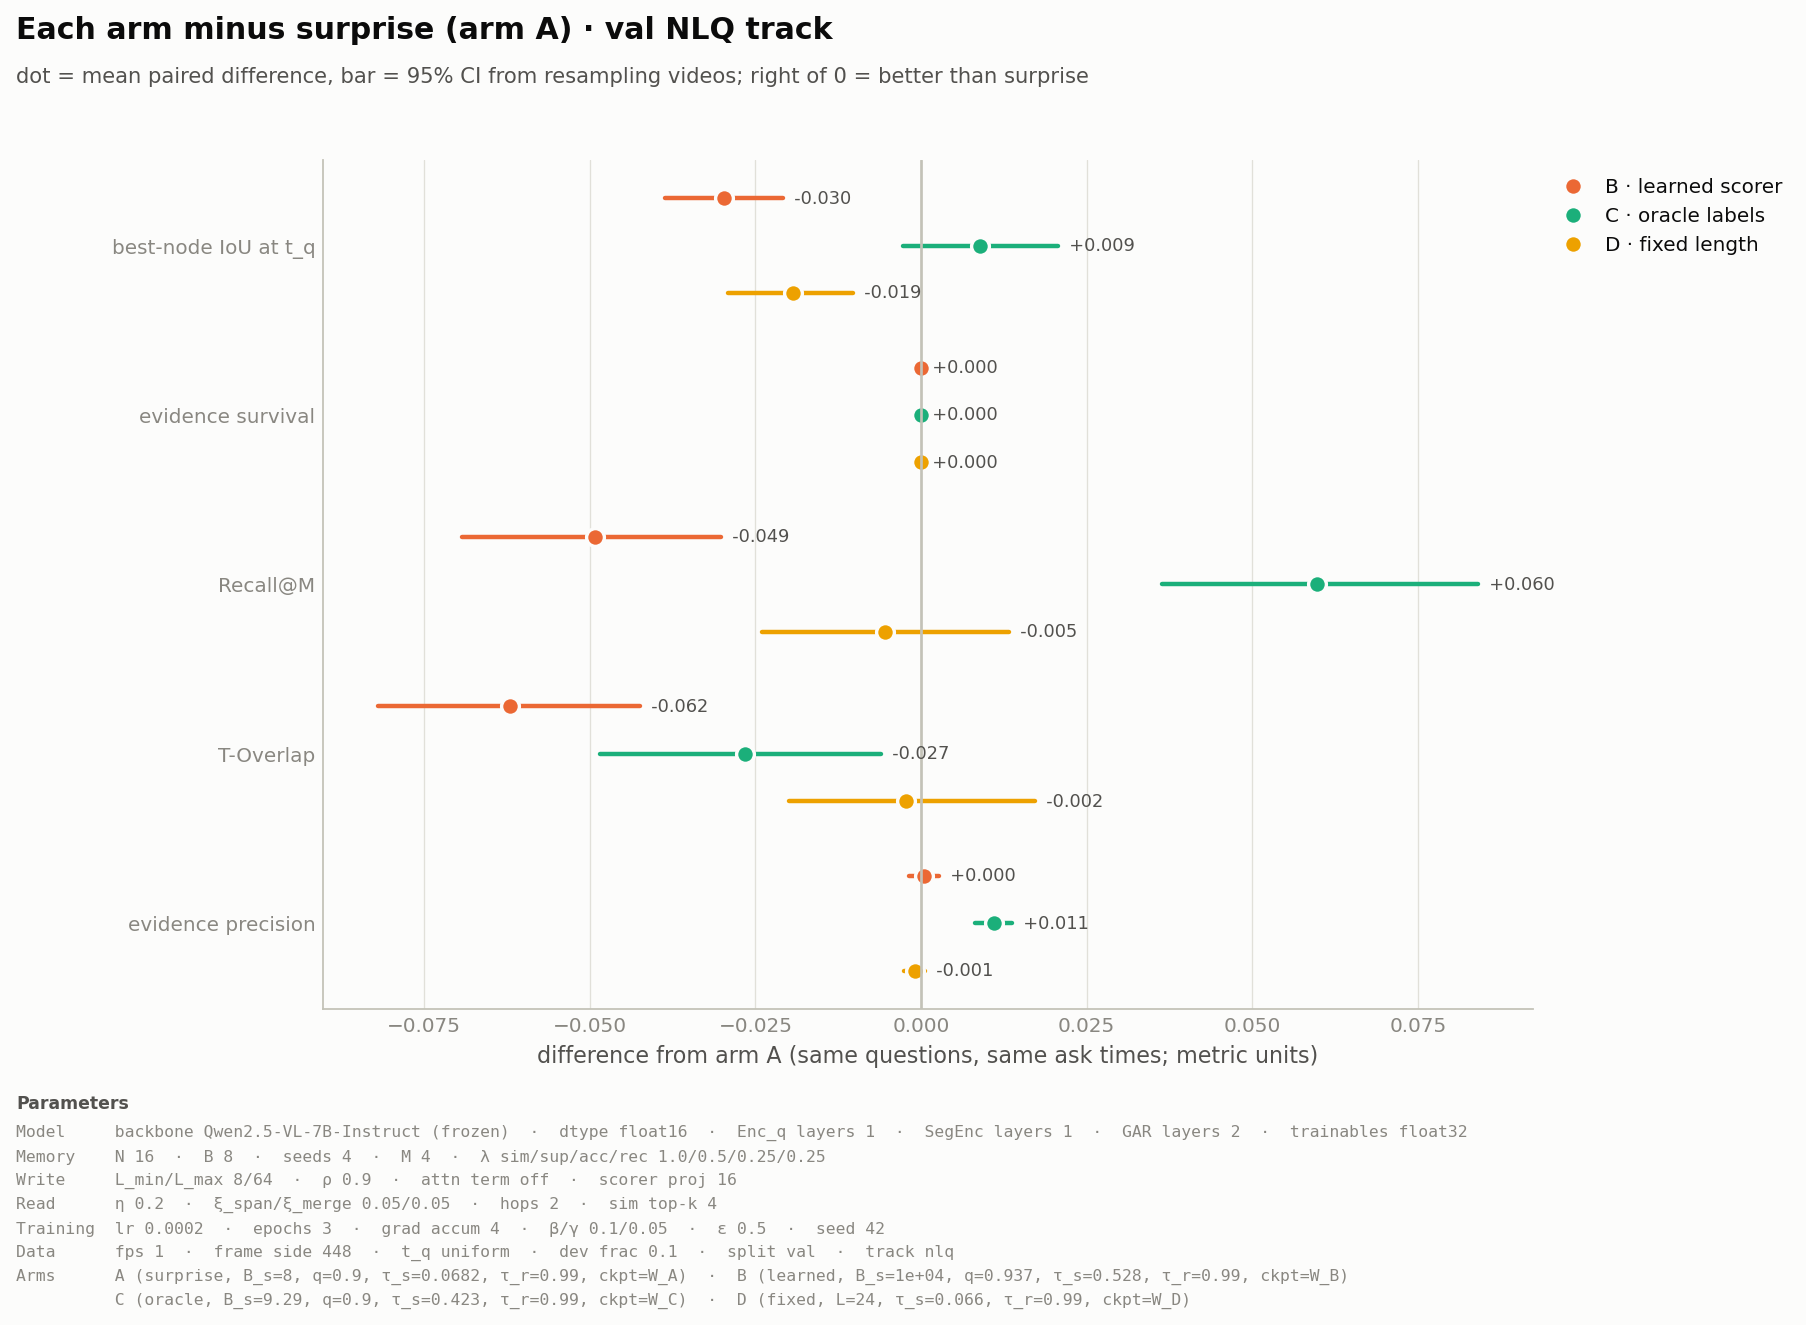 Each arm minus surprise (arm A) · val NLQ track
dot = mean paired difference, bar = 95% CI from resampling videos; right of 0 = better than surprise
B · learned scorer
C · oracle labels
D · fixed length
best-node IoU at t_q
-0.030
+0.009
-0.019
evidence survival
+0.000
+0.000
+0.000
Recall@M
-0.049
+0.060
-0.005
T-Overlap
-0.062
-0.027
-0.002
evidence precision
+0.000
+0.011
-0.001
−0.075 −0.050 −0.025 0.000 0.025 0.050 0.075
difference from arm A (same questions, same ask times; metric units)
Parameters
Model backbone Qwen2.5-VL-7B-Instruct (frozen) · dtype float16 · Enc_q layers 1 · SegEnc layers 1 · GAR layers 2 · trainables float32
Memory N 16 · B 8 · seeds 4 · M 4 · λ sim/sup/acc/rec 1.0/0.5/0.25/0.25
Write L_min/L_max 8/64 · ρ 0.9 · attn term off · scorer proj 16
Read η 0.2 · ξ_span/ξ_merge 0.05/0.05 · hops 2 · sim top-k 4
Training lr 0.0002 · epochs 3 · grad accum 4 · β/γ 0.1/0.05 · ε 0.5 · seed 42
Data fps 1 · frame side 448 · t_q uniform · dev frac 0.1 · split val · track nlq
Arms A (surprise, B_s=8, q=0.9, τ_s=0.0682, τ_r=0.99, ckpt=W_A) · B (learned, B_s=1e+04, q=0.937, τ_s=0.528, τ_r=0.99, ckpt=W_B)
C (oracle, B_s=9.29, q=0.9, τ_s=0.423, τ_r=0.99, ckpt=W_C) · D (fixed, L=24, τ_s=0.066, τ_r=0.99, ckpt=W_D)